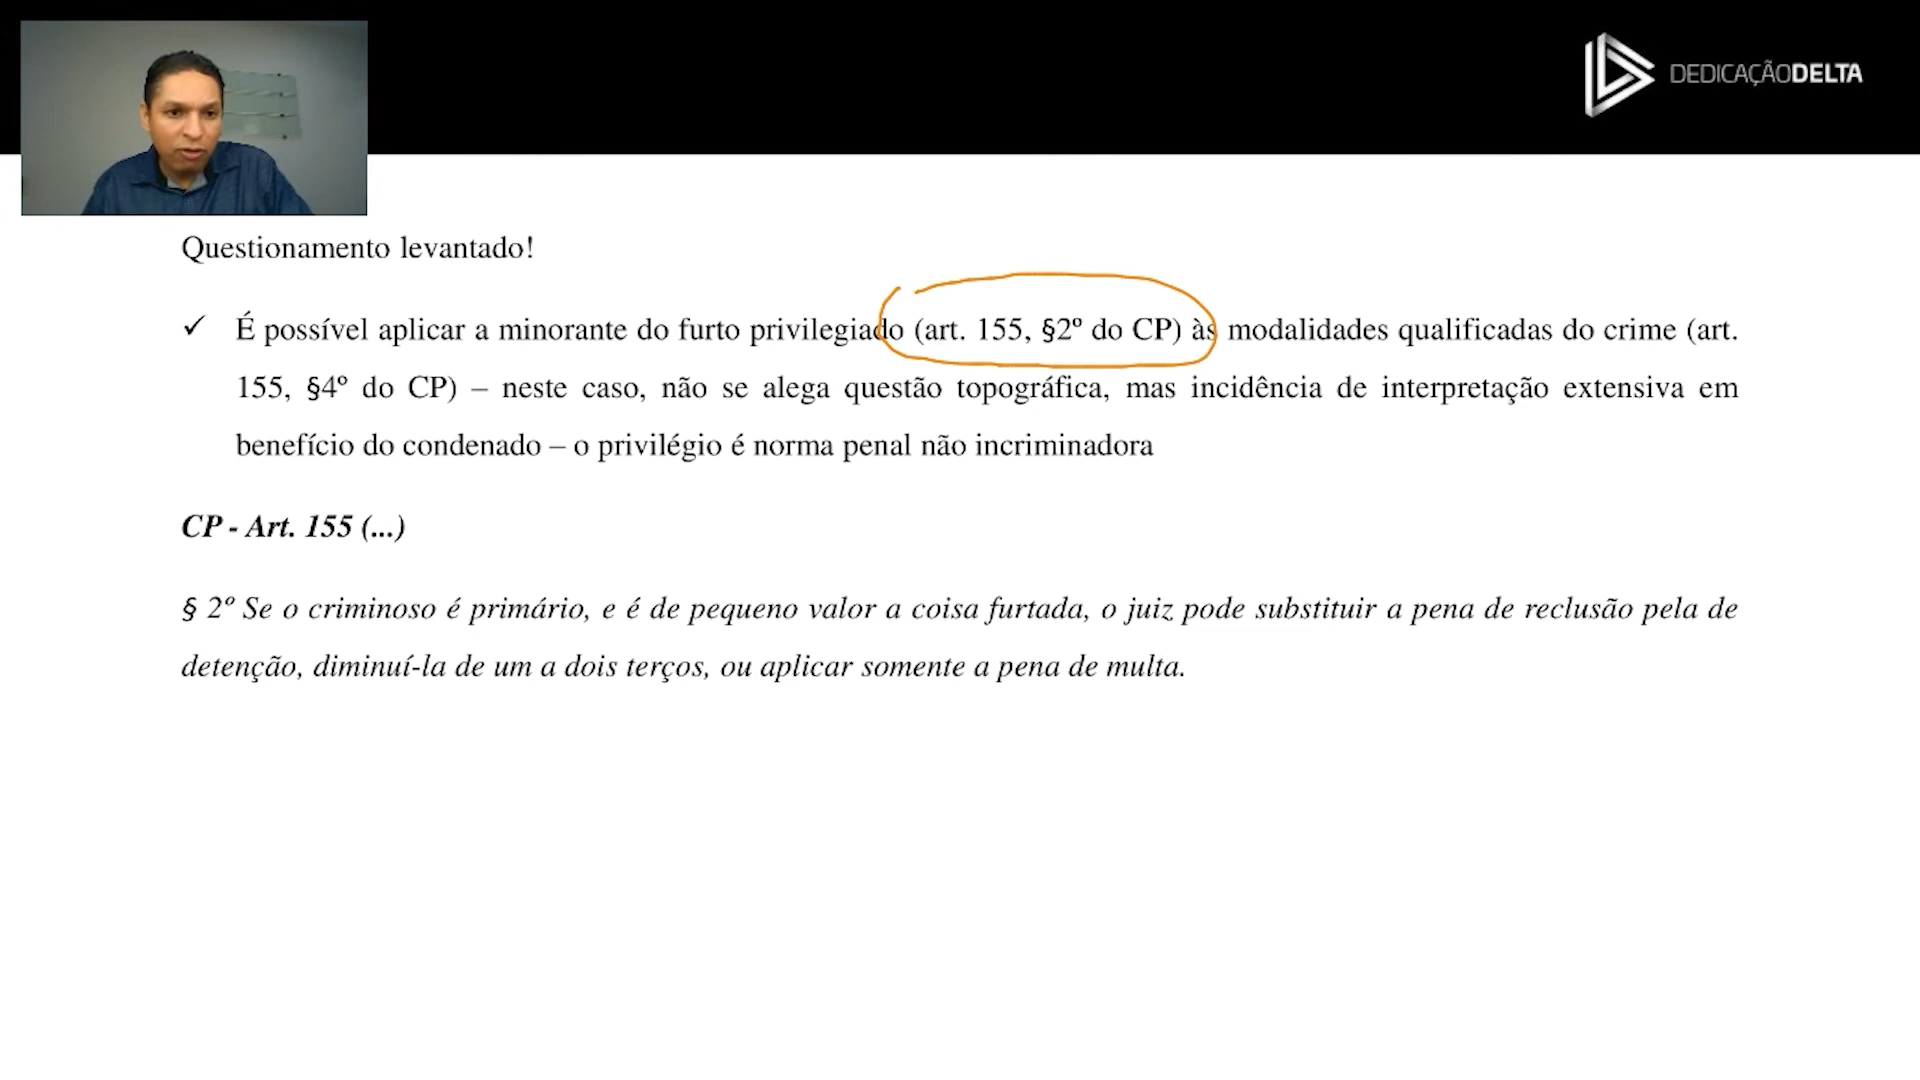 DEDICAÇÃODELTA
Questionamento levantado!
✓ É possível aplicar a minorante do furto privilegiado (art. 155, §2º do CP) às modalidades qualificadas do crime (art.
155, §4º do CP) – neste caso, não se alega questão topográfica, mas incidência de interpretação extensiva em
benefício do condenado – o privilégio é norma penal não incriminadora
CP - Art. 155 (...)
§ 2º Se o criminoso é primário, e é de pequeno valor a coisa furtada, o juiz pode substituir a pena de reclusão pela de
detenção, diminuí-la de um a dois terços, ou aplicar somente a pena de multa.